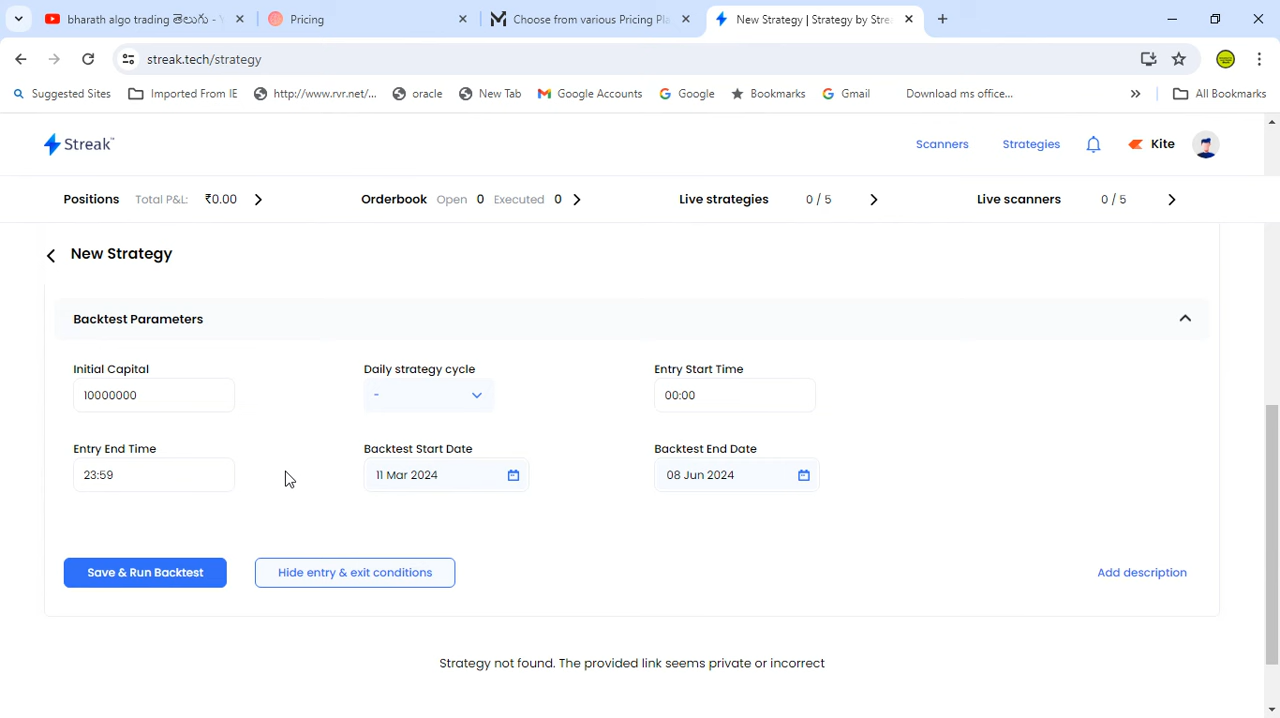 bharath algo trading తెలుగు - Y
Pricing
Choose from various Pricing Pla
New Strategy | Strategy by Stre
streak.tech/strategy
Suggested Sites
Imported From IE
http://www.rvr.net/...
oracle
New Tab
Google Accounts
Google
Bookmarks
Gmail
Download ms office...
All Bookmarks
Streak™
Scanners
Strategies
Kite
Positions Total P&L: ₹0.00
Orderbook Open 0 Executed 0
Live strategies 0 / 5
Live scanners 0 / 5
New Strategy
Backtest Parameters
Initial Capital
Daily strategy cycle
Entry Start Time
10000000
-
00:00
Entry End Time
Backtest Start Date
Backtest End Date
23:59
11 Mar 2024
08 Jun 2024
Save & Run Backtest
Hide entry & exit conditions
Add description
Strategy not found. The provided link seems private or incorrect